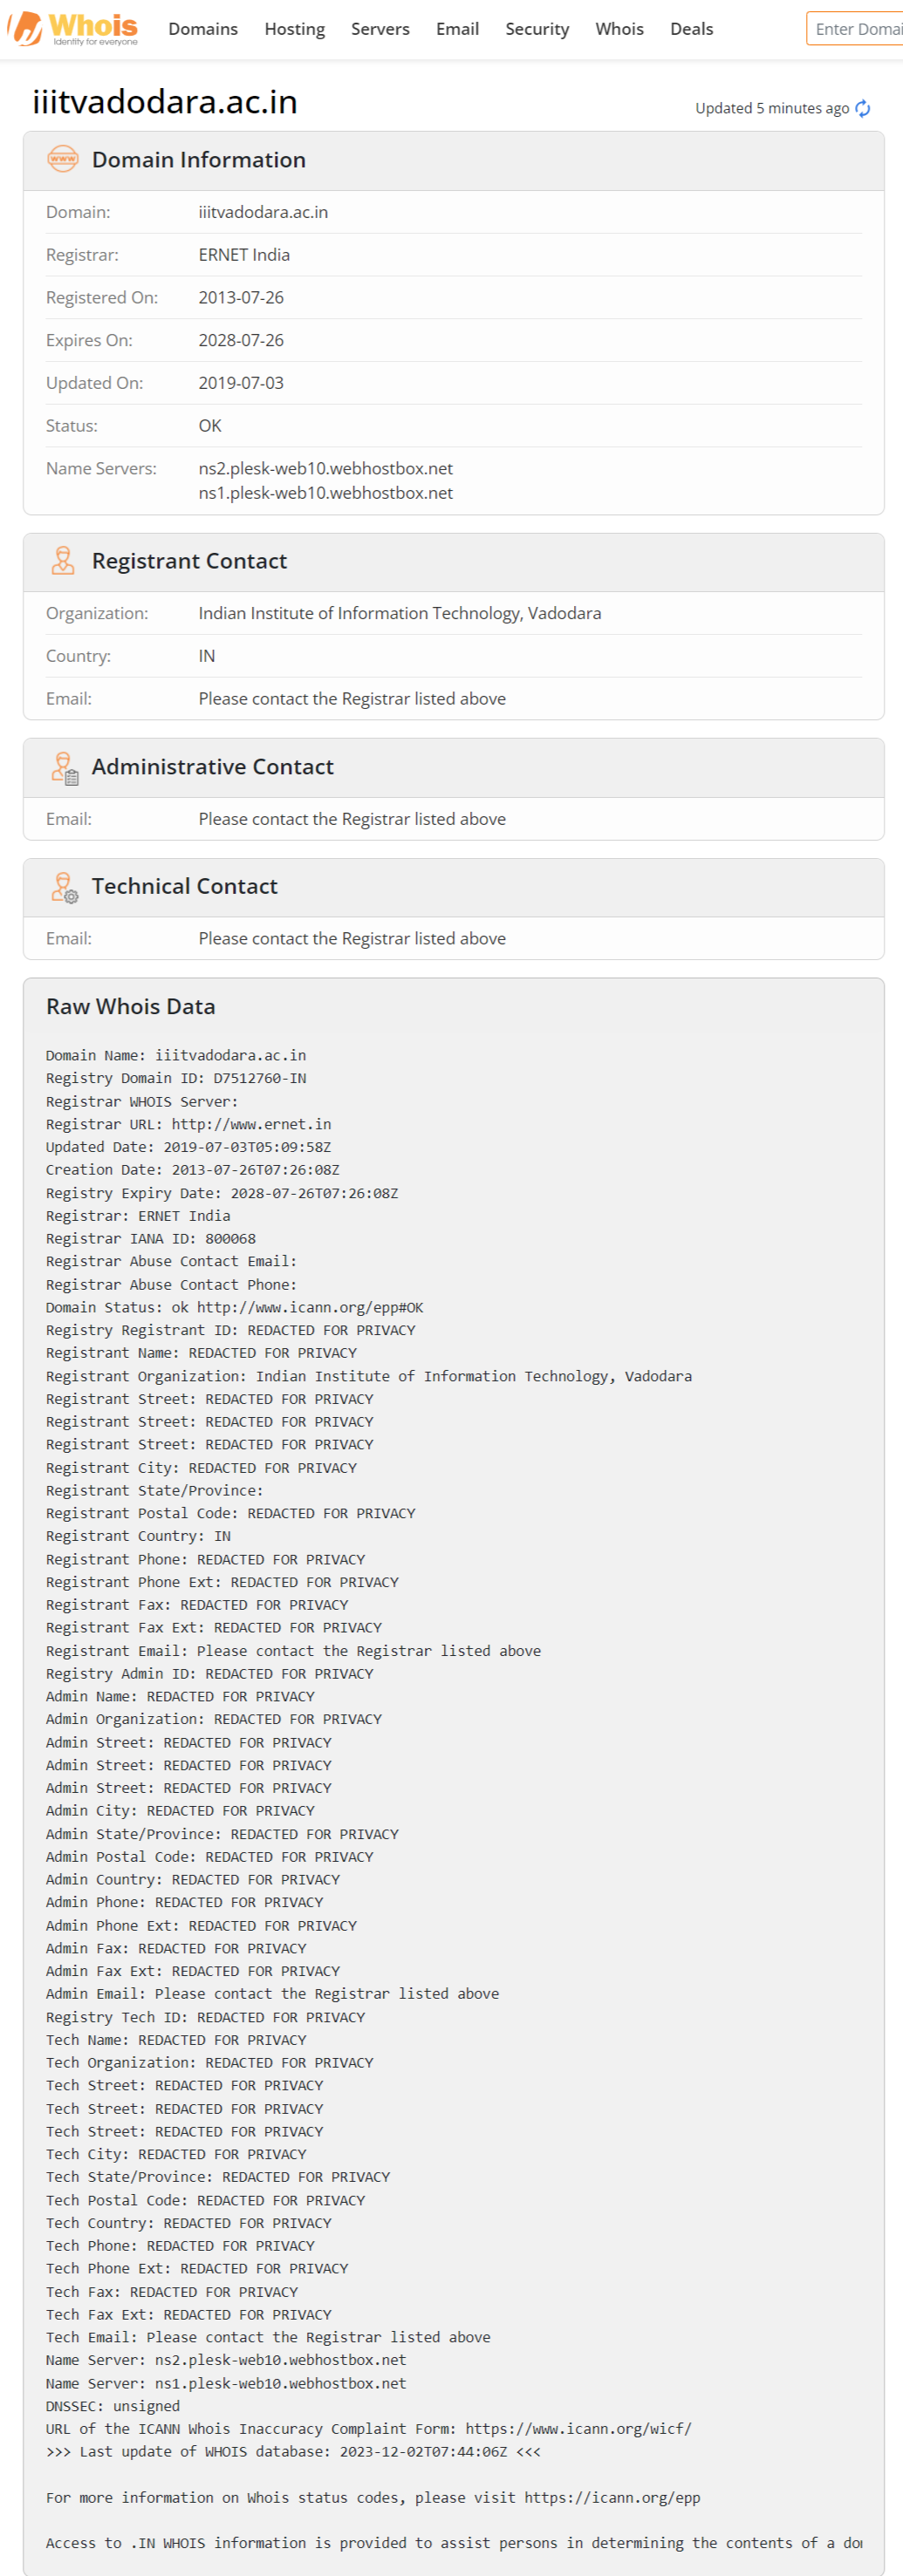 Whois
Identity for everyone
Domains Hosting Servers Email Security Whois Deals
Enter Domai
iiitvadodara.ac.in
Updated 5 minutes ago
www
Domain Information
Domain: iiitvadodara.ac.in
Registrar: ERNET India
Registered On: 2013-07-26
Expires On: 2028-07-26
Updated On: 2019-07-03
Status: OK
Name Servers: ns2.plesk-web10.webhostbox.net
ns1.plesk-web10.webhostbox.net
Registrant Contact
Organization: Indian Institute of Information Technology, Vadodara
Country: IN
Email: Please contact the Registrar listed above
Administrative Contact
Email: Please contact the Registrar listed above
Technical Contact
Email: Please contact the Registrar listed above
Raw Whois Data
Domain Name: iiitvadodara.ac.in
Registry Domain ID: D7512760-IN
Registrar WHOIS Server:
Registrar URL: http://www.ernet.in
Updated Date: 2019-07-03T05:09:58Z
Creation Date: 2013-07-26T07:26:08Z
Registry Expiry Date: 2028-07-26T07:26:08Z
Registrar: ERNET India
Registrar IANA ID: 800068
Registrar Abuse Contact Email:
Registrar Abuse Contact Phone:
Domain Status: ok http://www.icann.org/epp#OK
Registry Registrant ID: REDACTED FOR PRIVACY
Registrant Name: REDACTED FOR PRIVACY
Registrant Organization: Indian Institute of Information Technology, Vadodara
Registrant Street: REDACTED FOR PRIVACY
Registrant Street: REDACTED FOR PRIVACY
Registrant Street: REDACTED FOR PRIVACY
Registrant City: REDACTED FOR PRIVACY
Registrant State/Province:
Registrant Postal Code: REDACTED FOR PRIVACY
Registrant Country: IN
Registrant Phone: REDACTED FOR PRIVACY
Registrant Phone Ext: REDACTED FOR PRIVACY
Registrant Fax: REDACTED FOR PRIVACY
Registrant Fax Ext: REDACTED FOR PRIVACY
Registrant Email: Please contact the Registrar listed above
Registry Admin ID: REDACTED FOR PRIVACY
Admin Name: REDACTED FOR PRIVACY
Admin Organization: REDACTED FOR PRIVACY
Admin Street: REDACTED FOR PRIVACY
Admin Street: REDACTED FOR PRIVACY
Admin Street: REDACTED FOR PRIVACY
Admin City: REDACTED FOR PRIVACY
Admin State/Province: REDACTED FOR PRIVACY
Admin Postal Code: REDACTED FOR PRIVACY
Admin Country: REDACTED FOR PRIVACY
Admin Phone: REDACTED FOR PRIVACY
Admin Phone Ext: REDACTED FOR PRIVACY
Admin Fax: REDACTED FOR PRIVACY
Admin Fax Ext: REDACTED FOR PRIVACY
Admin Email: Please contact the Registrar listed above
Registry Tech ID: REDACTED FOR PRIVACY
Tech Name: REDACTED FOR PRIVACY
Tech Organization: REDACTED FOR PRIVACY
Tech Street: REDACTED FOR PRIVACY
Tech Street: REDACTED FOR PRIVACY
Tech Street: REDACTED FOR PRIVACY
Tech City: REDACTED FOR PRIVACY
Tech State/Province: REDACTED FOR PRIVACY
Tech Postal Code: REDACTED FOR PRIVACY
Tech Country: REDACTED FOR PRIVACY
Tech Phone: REDACTED FOR PRIVACY
Tech Phone Ext: REDACTED FOR PRIVACY
Tech Fax: REDACTED FOR PRIVACY
Tech Fax Ext: REDACTED FOR PRIVACY
Tech Email: Please contact the Registrar listed above
Name Server: ns2.plesk-web10.webhostbox.net
Name Server: ns1.plesk-web10.webhostbox.net
DNSSEC: unsigned
URL of the ICANN Whois Inaccuracy Complaint Form: https://www.icann.org/wicf/
>>> Last update of WHOIS database: 2023-12-02T07:44:06Z <<<
For more information on Whois status codes, please visit https://icann.org/epp
Access to .IN WHOIS information is provided to assist persons in determining the contents of a